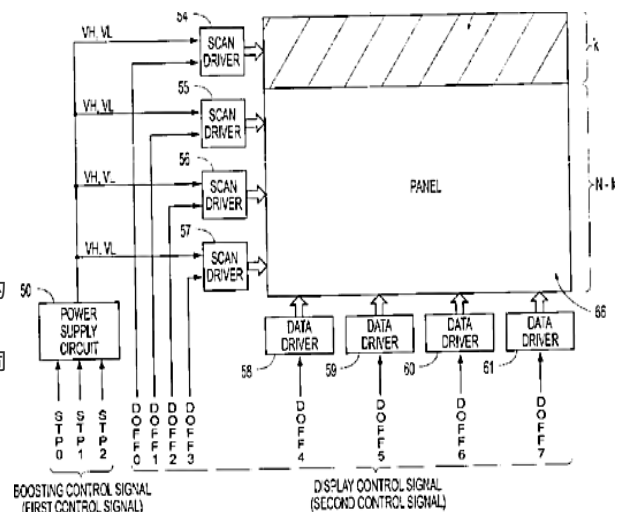 54
VH, VL
SCAN
DRIVER
k
55
VH, VL
SCAN
DRIVER
56
VH, VL
SCAN
DRIVER
PANEL
57
VH, VL
SCAN
DRIVER
50
POWER
SUPPLY
CIRCUIT
66
DATA
DRIVER
DATA
DRIVER
DATA
DRIVER
DATA
DRIVER
58
59
60
61
STP0
STP1
STP2
DOFF0
DOFF1
DOFF2
DOFF3
DOFF4
DOFF5
DOFF6
DOFF7
BOOSTING CONTROL SIGNAL
(FIRST CONTROL SIGNAL)
DISPLAY CONTROL SIGNAL
(SECOND CONTROL SIGNAL)